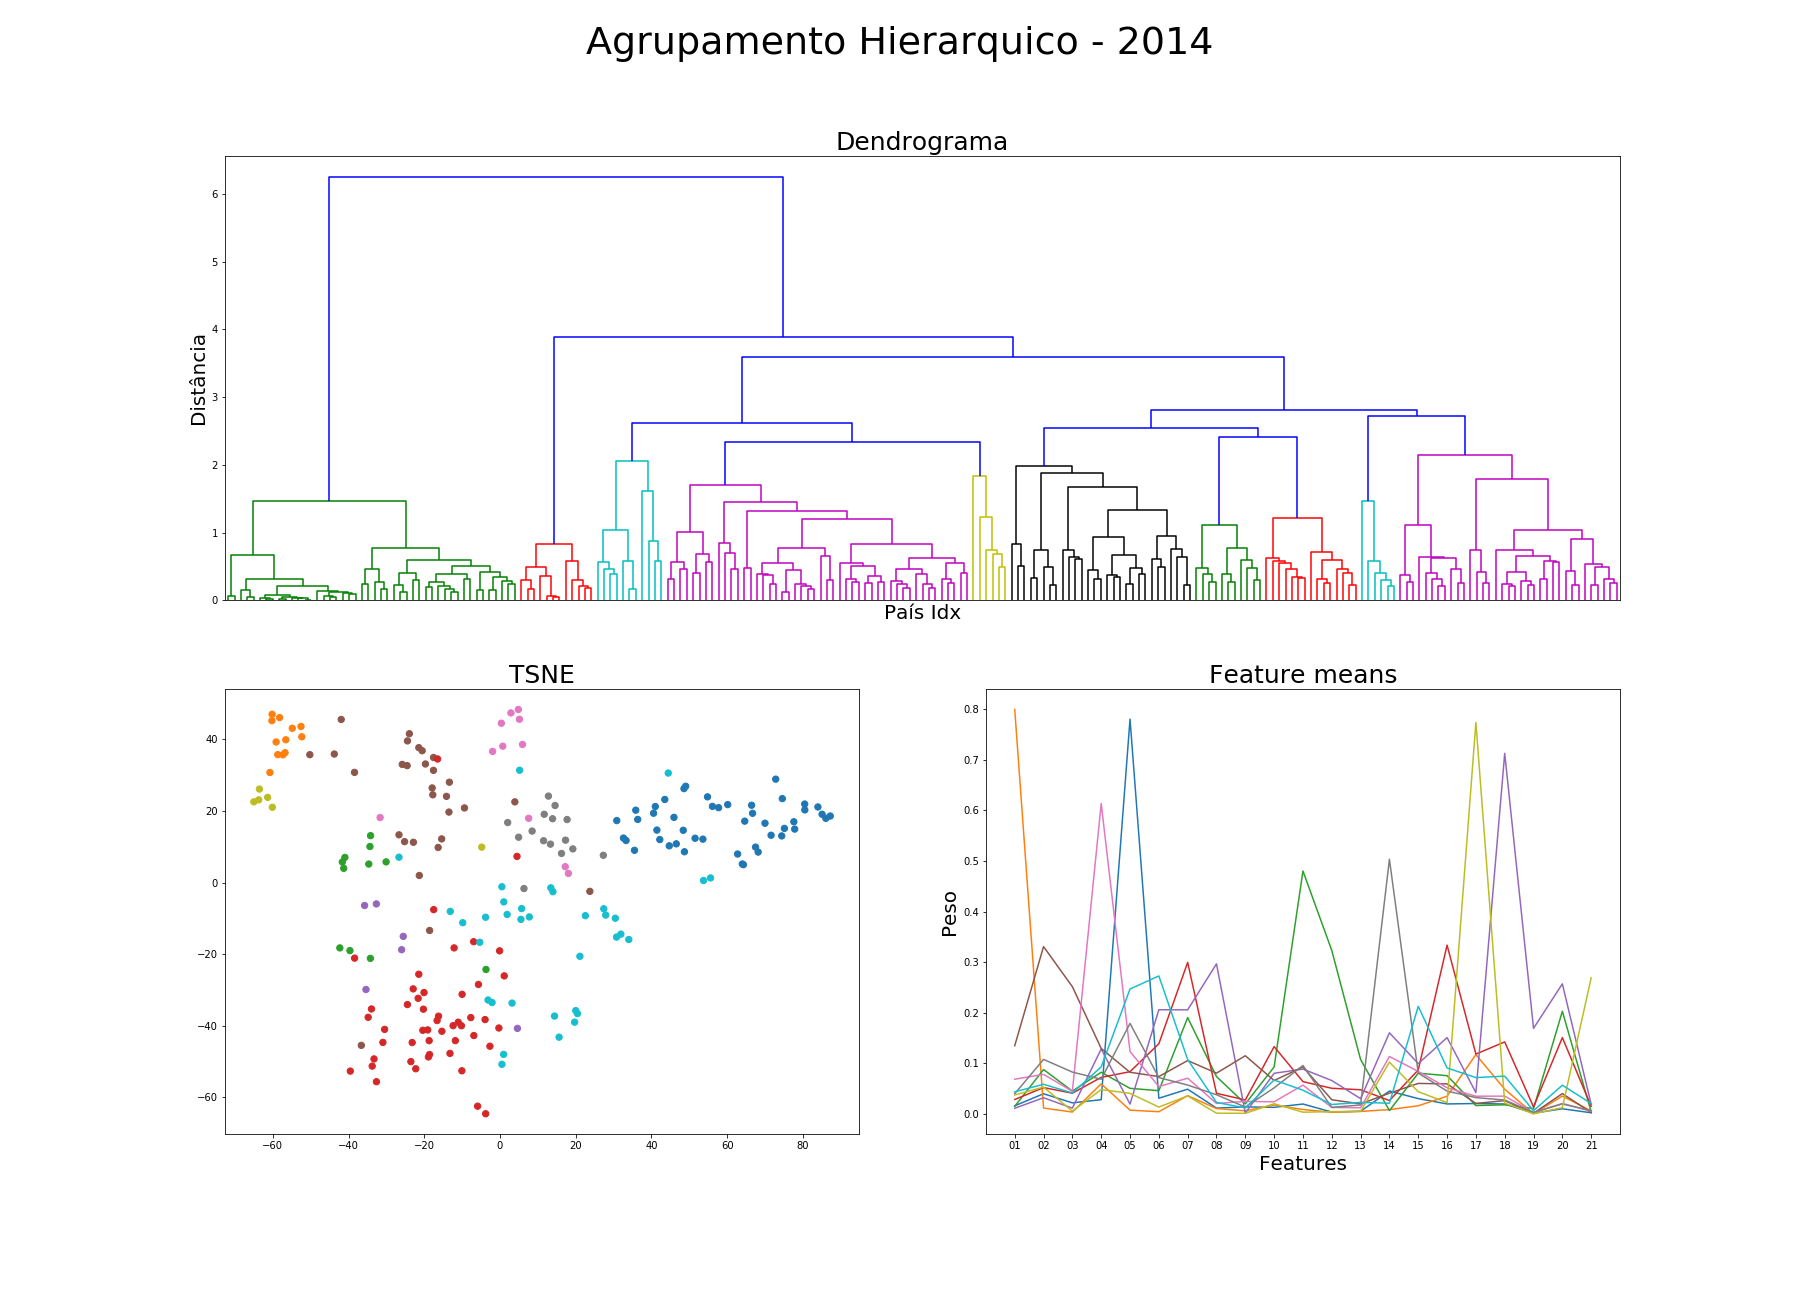 Agrupamento Hierarquico - 2014
Dendrograma
6
5
4
3
2
1
0
Distância
País Idx
TSNE
40
20
0
−20
−40
−60
−60 −40 −20 0 20 40 60 80
Feature means
0.8
0.7
0.6
0.5
0.4
0.3
0.2
0.1
0.0
Peso
01 02 03 04 05 06 07 08 09 10 11 12 13 14 15 16 17 18 19 20 21
Features